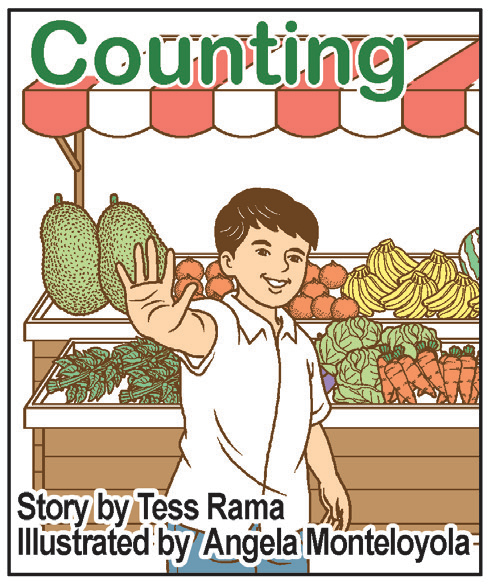 Counting
Story by Tess Rama
Illustrated by Angela Monteloyola